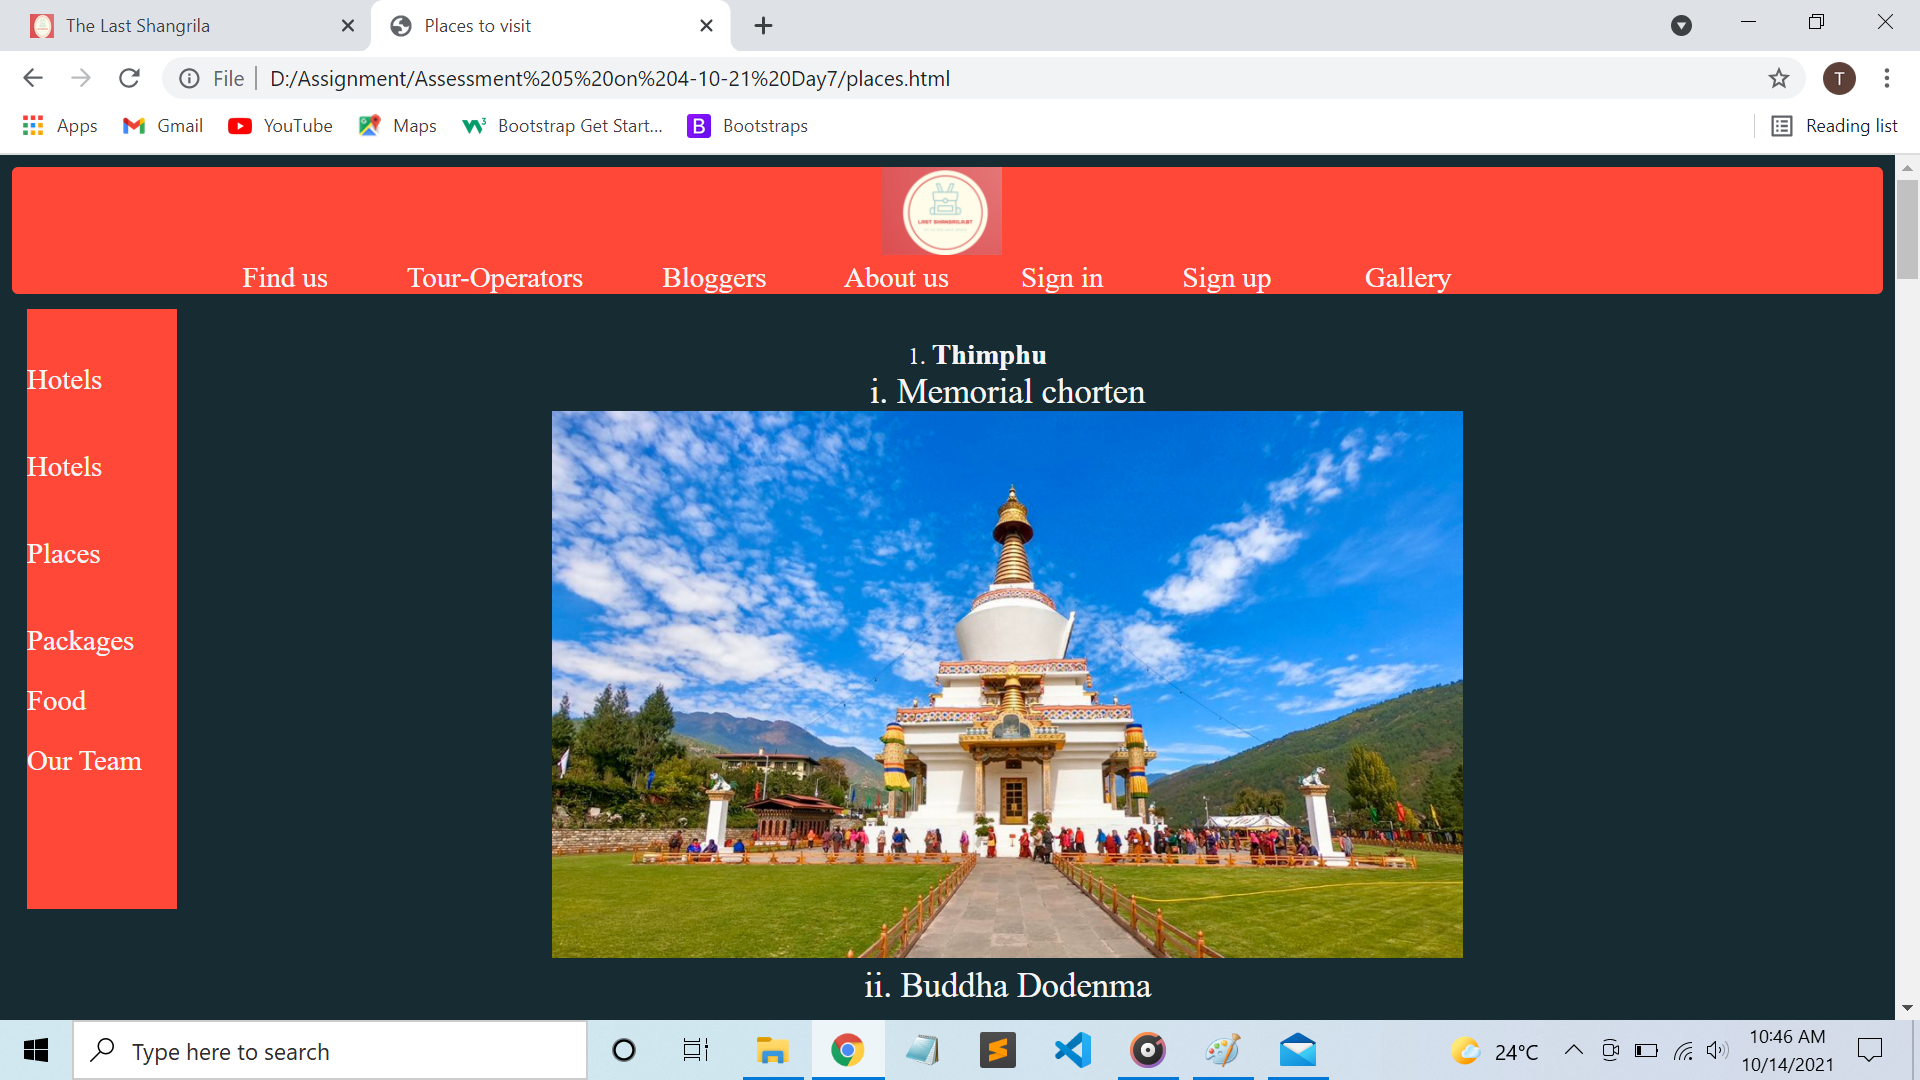 The Last Shangrila
Places to visit
File
D:/Assignment/Assessment%205%20on%204-10-21%20Day7/places.html
T
Apps
Gmail
YouTube
Maps
Bootstrap Get Start...
B Bootstraps
Reading list
Find us
Tour-Operators
Bloggers
About us
Sign in
Sign up
Gallery
Hotels
Hotels
Places
Packages
Food
Our Team
1. Thimphu
i. Memorial chorten
ii. Buddha Dodenma
Type here to search
24°C
10:46 AM
10/14/2021